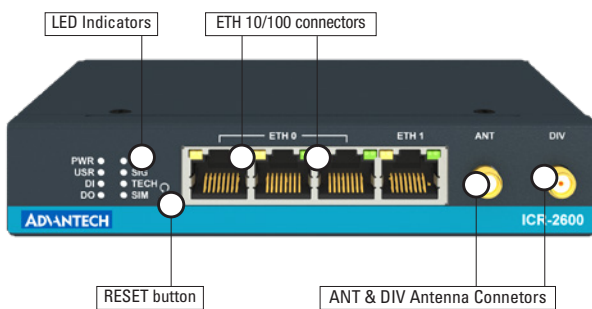 LED Indicators
ETH 10/100 connectors
ETH 0
ETH 1
ANT
DIV
PWR
USR
SIG
DI
TECH
DO
SIM
ADVANTECH
ICR-2600
RESET button
ANT & DIV Antenna Connetors